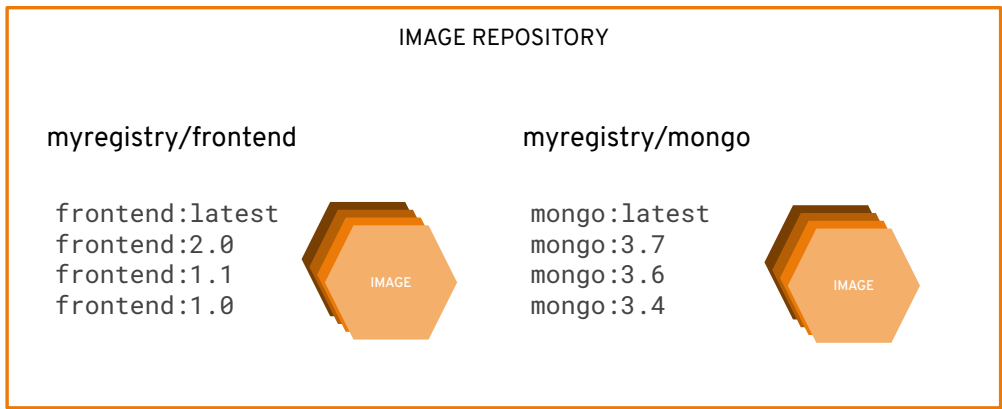 IMAGE REPOSITORY
myregistry/frontend
frontend:latest
frontend:2.0
frontend:1.1
frontend:1.0
IMAGE
myregistry/mongo
mongo:latest
mongo:3.7
mongo:3.6
mongo:3.4
IMAGE